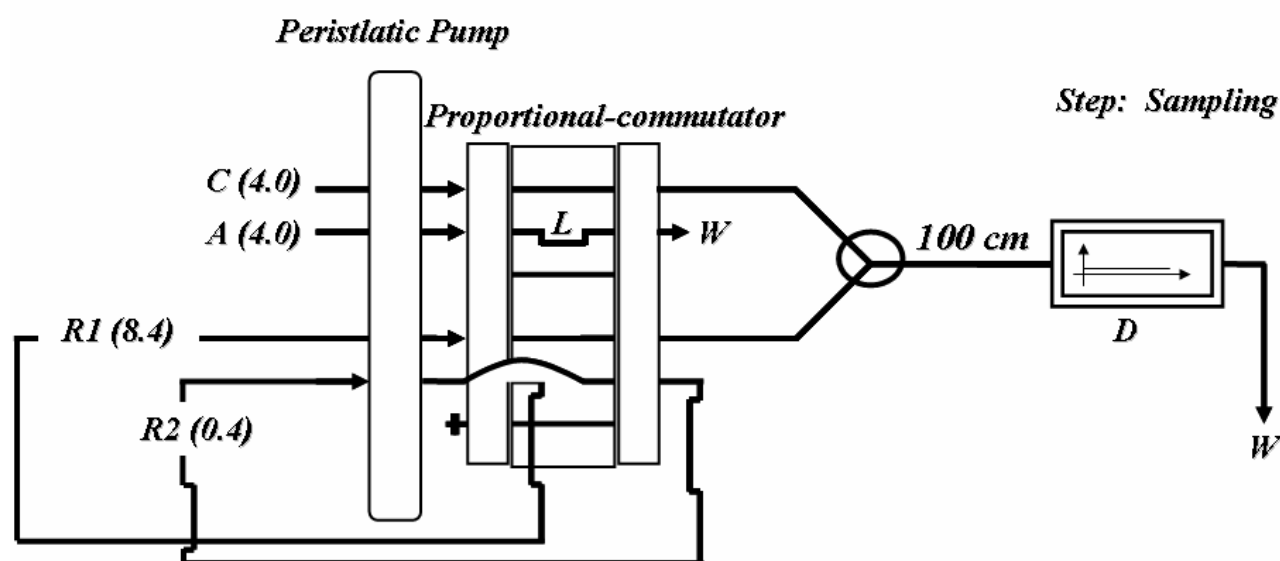 Peristlatic Pump
Step: Sampling
Proportional-commutator
C (4.0)
A (4.0)
L
W
100 cm
R1 (8.4)
D
R2 (0.4)
W